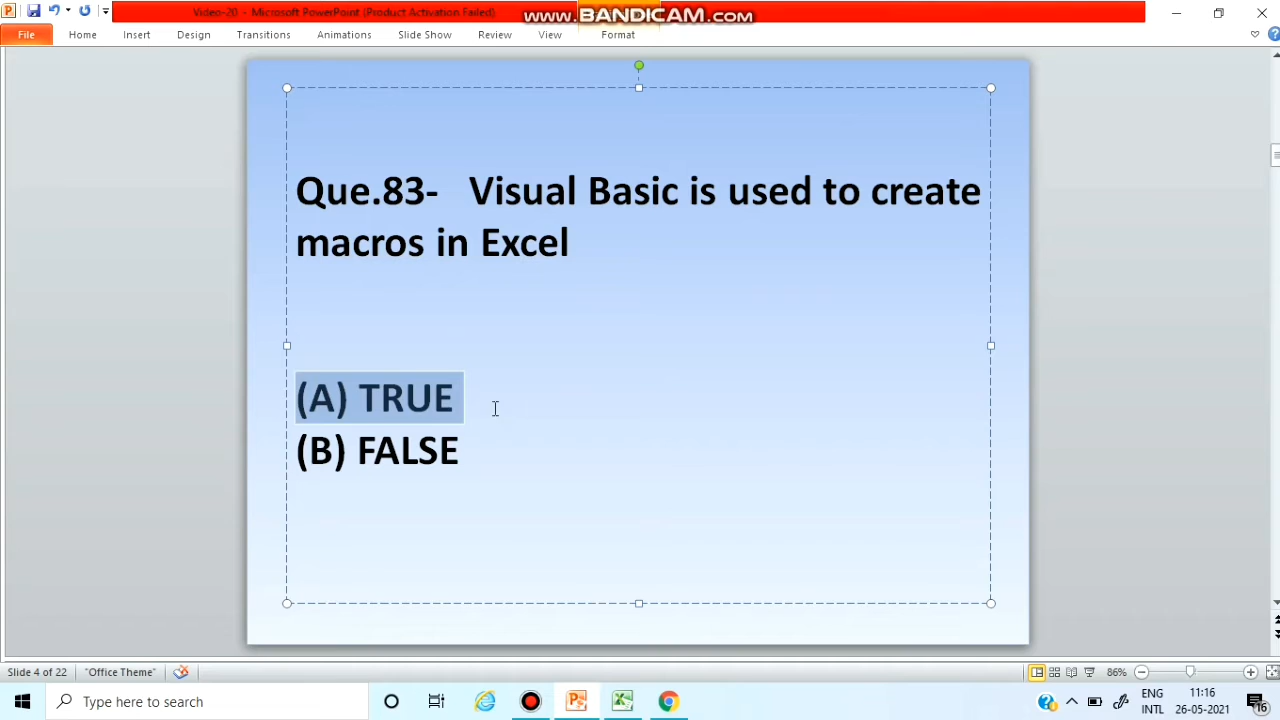 Video-20. - Microsoft PowerPoint (Product Activation Failed)
www.BANDICAM.com
File Home Insert Design Transitions Animations Slide Show Review View Format
Que.83- Visual Basic is used to create
macros in Excel
(A) TRUE
(B) FALSE
Slide 4 of 22 "Office Theme" 86%
Type here to search
ENG
INTL
11:16
26-05-2021
16